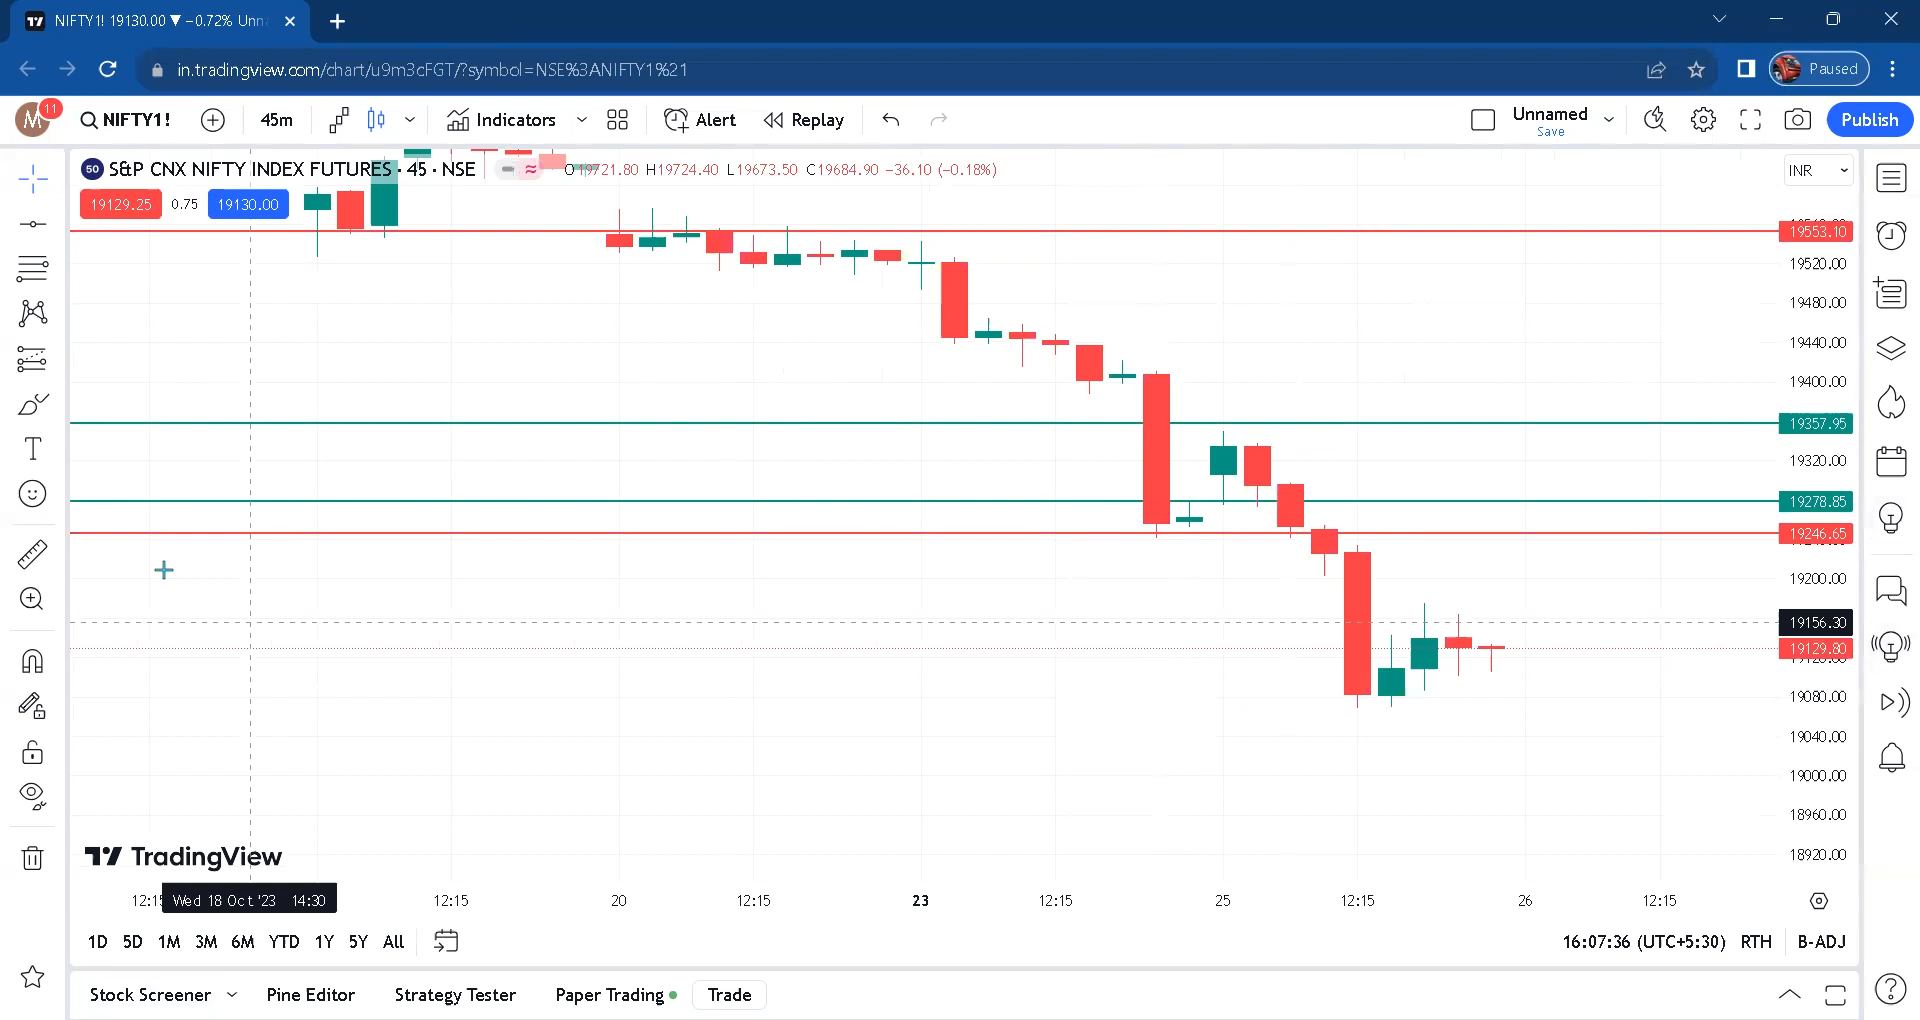 NIFTY1! 19130.00 ▼ −0.72% Unn
in.tradingview.com/chart/u9m3cFGT/?symbol=NSE%3ANIFTY1%21
Paused
M
11
NIFTY1!
45m
Indicators
Alert
Replay
Unnamed
Save
Publish
50 S&P CNX NIFTY INDEX FUTURES · 45 · NSE
O19721.80 H19724.40 L19673.50 C19684.90 −36.10 (−0.18%)
INR
19129.25 0.75 19130.00
19553.10
19520.00
19480.00
19440.00
19400.00
19357.95
19320.00
19278.85
19246.65
19200.00
19156.30
19129.80
19080.00
19040.00
19000.00
18960.00
18920.00
TradingView
12:15 Wed 18 Oct '23 14:30 12:15 20 12:15 23 12:15 25 12:15 26 12:15
1D 5D 1M 3M 6M YTD 1Y 5Y All
16:07:36 (UTC+5:30) RTH B-ADJ
Stock Screener Pine Editor Strategy Tester Paper Trading Trade